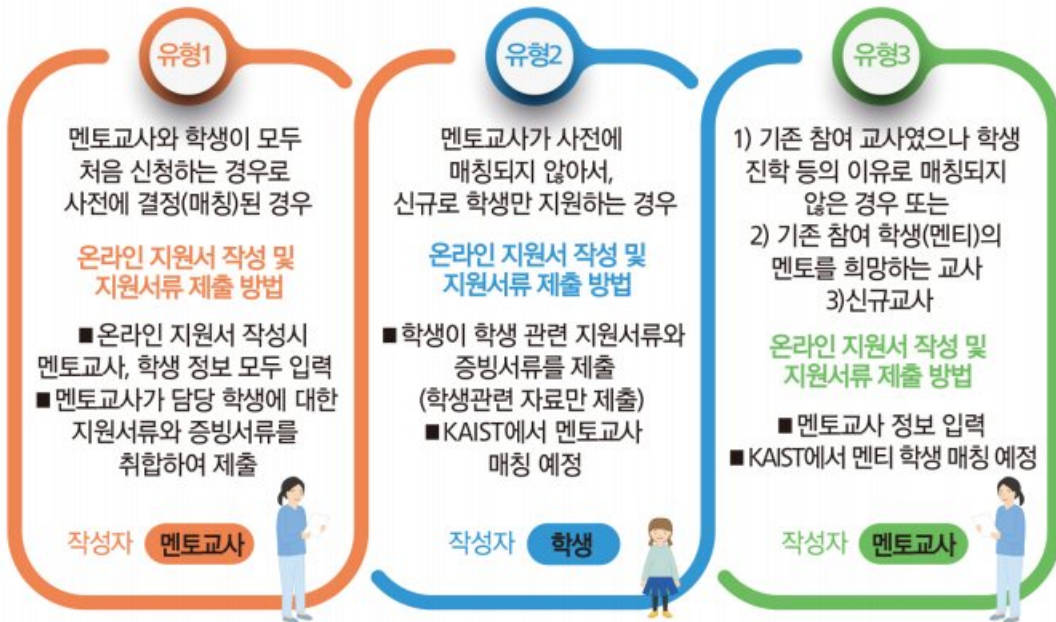 유형1
멘토교사와 학생이 모두
처음 신청하는 경우로
사전에 결정(매칭)된 경우
온라인 지원서 작성 및
지원서류 제출 방법
■ 온라인 지원서 작성시
멘토교사, 학생 정보 모두 입력
■ 멘토교사가 담당 학생에 대한
지원서류와 증빙서류를
취합하여 제출
작성자 멘토교사
유형2
멘토교사가 사전에
매칭되지 않아서,
신규로 학생만 지원하는 경우
온라인 지원서 작성 및
지원서류 제출 방법
■ 학생이 학생 관련 지원서류와
증빙서류를 제출
(학생관련 자료만 제출)
■ KAIST에서 멘토교사
매칭 예정
작성자 학생
유형3
1) 기존 참여 교사였으나 학생
진학 등의 이유로 매칭되지
않은 경우 또는
2) 기존 참여 학생(멘티)의
멘토를 희망하는 교사
3)신규교사
온라인 지원서 작성 및
지원서류 제출 방법
■ 멘토교사 정보 입력
■ KAIST에서 멘티 학생 매칭 예정
작성자 멘토교사